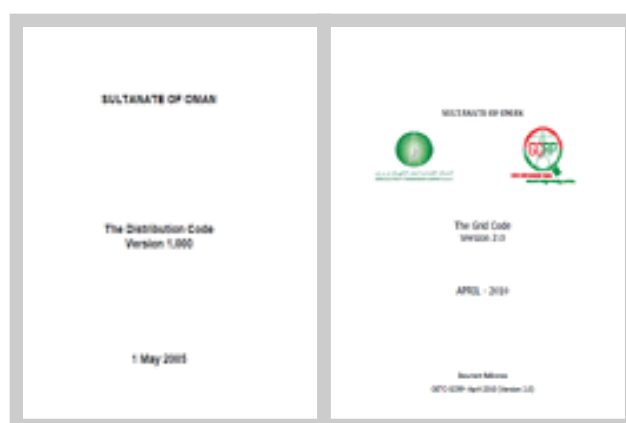 SULTANATE OF OMAN
The Distribution Code
Version 1.000
1 May 2005
SULTANATE OF OMAN
GCRP
The Grid Code
Version 2.0
APRIL - 2010